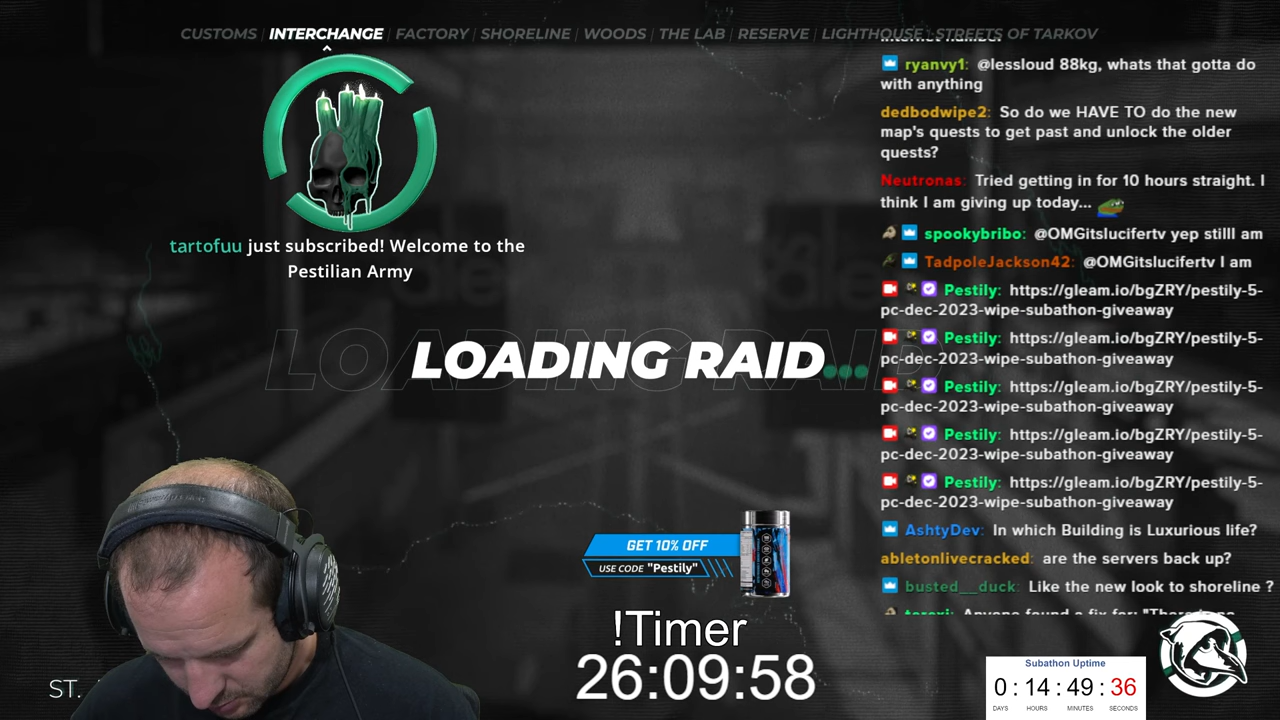 CUSTOMS | INTERCHANGE | FACTORY | SHORELINE | WOODS | THE LAB | RESERVE | LIGHTHOUSE | STREETS OF TARKOV
ryanvy1: @lessloud 88kg, whats that gotta do
with anything
dedbodwipe2: So do we HAVE TO do the new
map's quests to get past and unlock the older
quests?
Neutronas: Tried getting in for 10 hours straight. I
think I am giving up today...
spookybribo: @OMGitslucifertv yep stilll am
TadpoleJackson42: @OMGitslucifertv I am
Pestily: https://gleam.io/bgZRY/pestily-5-
pc-dec-2023-wipe-subathon-giveaway
Pestily: https://gleam.io/bgZRY/pestily-5-
pc-dec-2023-wipe-subathon-giveaway
Pestily: https://gleam.io/bgZRY/pestily-5-
pc-dec-2023-wipe-subathon-giveaway
Pestily: https://gleam.io/bgZRY/pestily-5-
pc-dec-2023-wipe-subathon-giveaway
Pestily: https://gleam.io/bgZRY/pestily-5-
pc-dec-2023-wipe-subathon-giveaway
AshtyDev: In which Building is Luxurious life?
abletonlivecracked: are the servers back up?
busted__duck: Like the new look to shoreline ?
tartofuu just subscribed! Welcome to the
Pestilian Army
LOADING RAID
LOADING RAID...
GET 10% OFF
USE CODE "Pestily"
!Timer
26:09:58
ST.
Subathon Uptime
0 : 14 : 49 : 36
DAYS HOURS MINUTES SECONDS